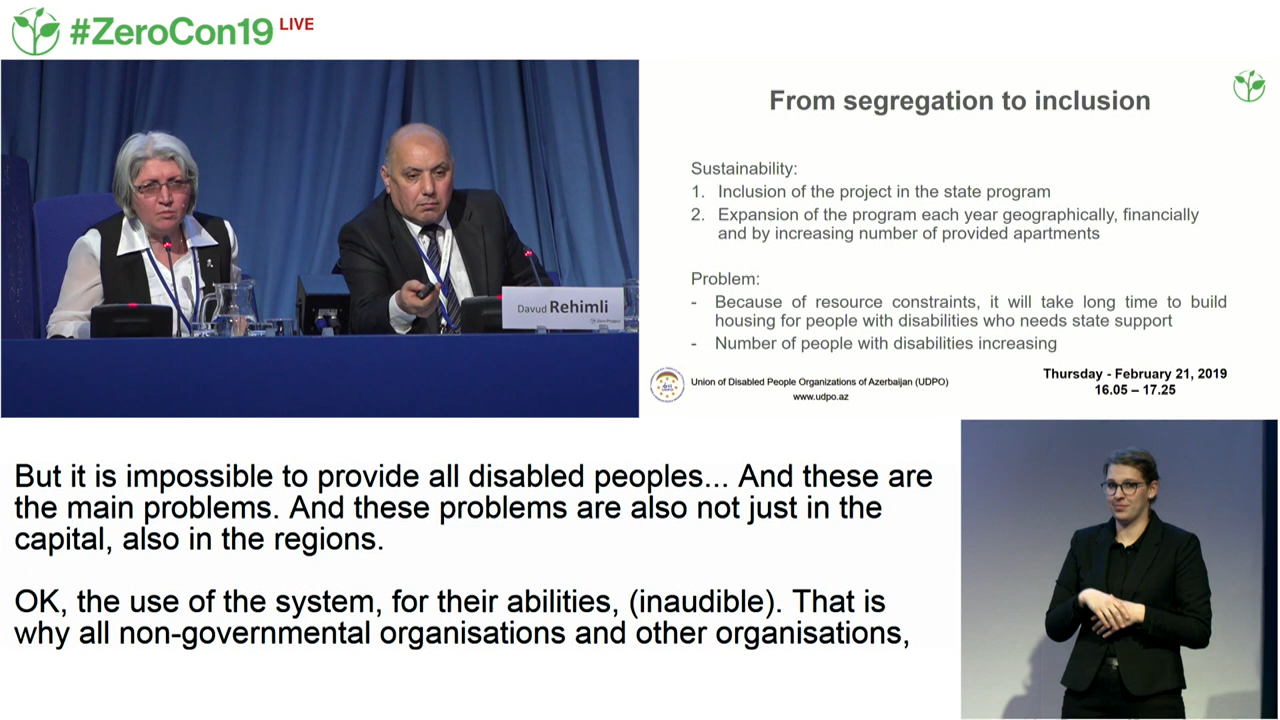 #ZeroCon19 LIVE
Davud Rehimli
From segregation to inclusion
Sustainability:
1. Inclusion of the project in the state program
2. Expansion of the program each year geographically, financially
and by increasing number of provided apartments
Problem:
- Because of resource constraints, it will take long time to build
housing for people with disabilities who needs state support
- Number of people with disabilities increasing
Union of Disabled People Organizations of Azerbaijan (UDPO)
www.udpo.az
Thursday - February 21, 2019
16.05 – 17.25
But it is impossible to provide all disabled peoples... And these are
the main problems. And these problems are also not just in the
capital, also in the regions.
OK, the use of the system, for their abilities, (inaudible). That is
why all non-governmental organisations and other organisations,